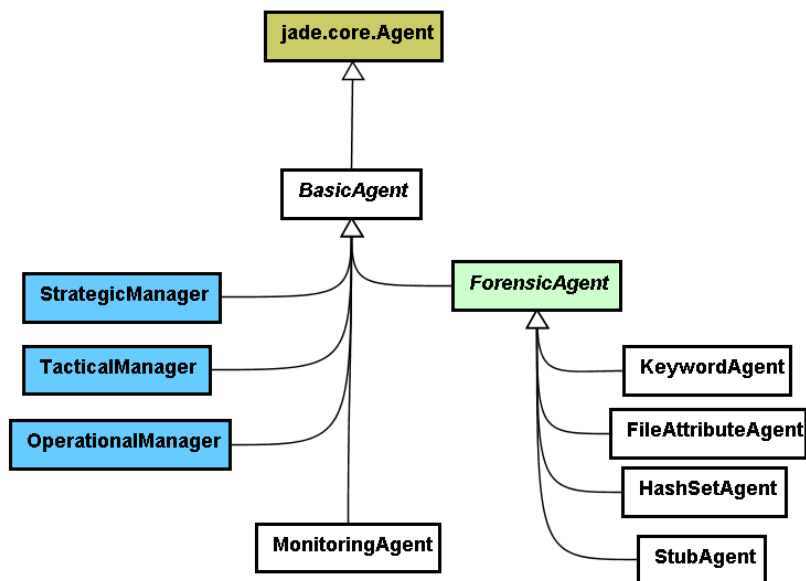 jade.core.Agent
BasicAgent
StrategicManager
ForensicAgent
TacticalManager
KeywordAgent
OperationalManager
FileAttributeAgent
HashSetAgent
MonitoringAgent
StubAgent